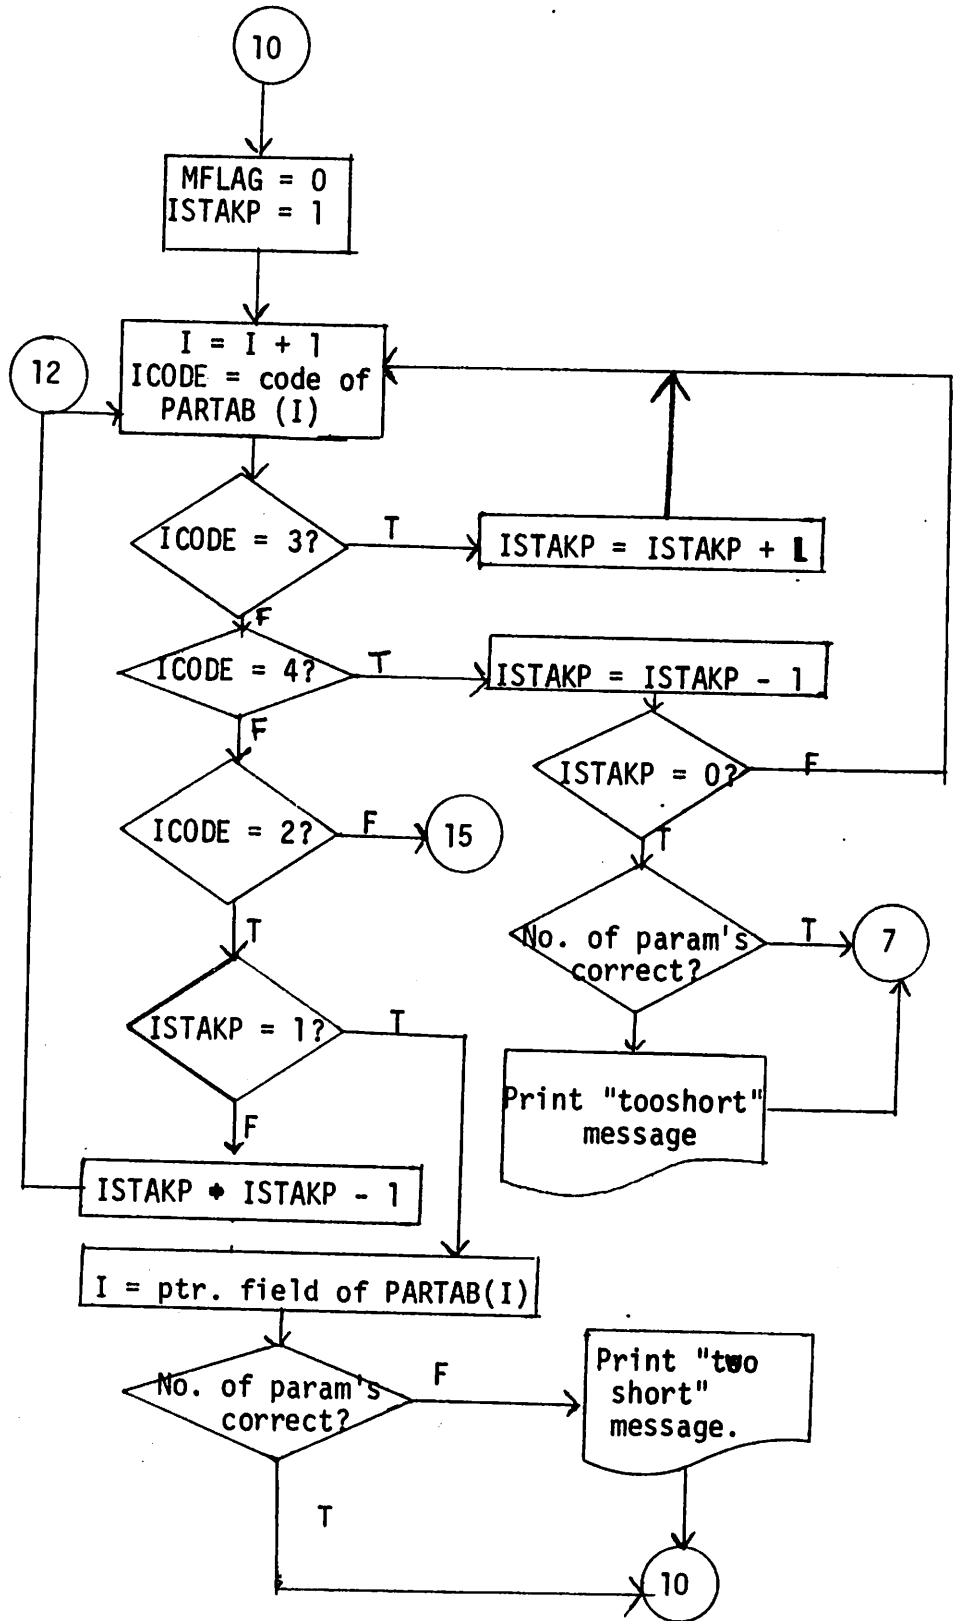 10
MFLAG = 0
ISTAKP = 1
12
I = I + 1
ICODE = code of
PARTAB (I)
ICODE = 3?
T
ISTAKP = ISTAKP + 1
F
ICODE = 4?
T
ISTAKP = ISTAKP - 1
F
ISTAKP = 0?
F
ICODE = 2?
F
15
T
T
No. of param's
correct?
T
7
ISTAKP = 1?
T
Print "tooshort"
message
F
ISTAKP = ISTAKP - 1
I = ptr. field of PARTAB(I)
No. of param's
correct?
F
Print "two
short"
message.
T
10